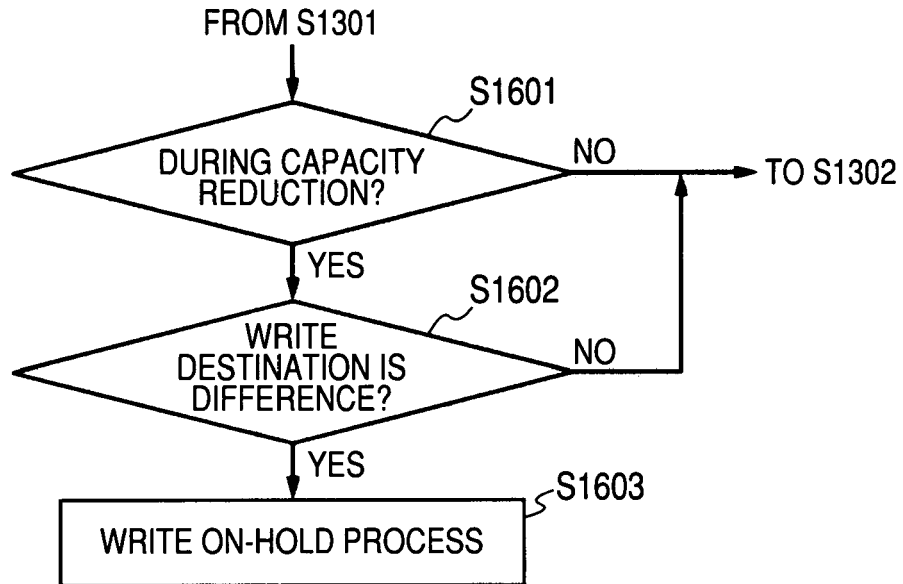 FROM S1301
S1601
DURING CAPACITY
REDUCTION?
NO
TO S1302
YES
S1602
WRITE
DESTINATION IS
DIFFERENCE?
NO
YES
S1603
WRITE ON-HOLD PROCESS